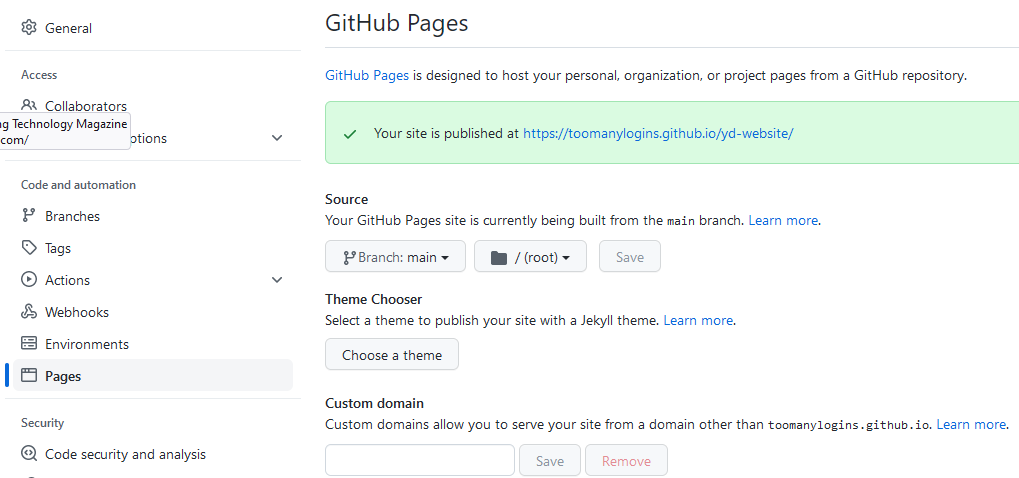 General
Access
Collaborators
ng Technology Magazine
com/
ptions
Code and automation
Branches
Tags
Actions
Webhooks
Environments
Pages
Security
Code security and analysis
GitHub Pages
GitHub Pages is designed to host your personal, organization, or project pages from a GitHub repository.
Your site is published at https://toomanylogins.github.io/yd-website/
Source
Your GitHub Pages site is currently being built from the main branch. Learn more.
Branch: main / (root) Save
Theme Chooser
Select a theme to publish your site with a Jekyll theme. Learn more.
Choose a theme
Custom domain
Custom domains allow you to serve your site from a domain other than toomanylogins.github.io. Learn more.
Save Remove